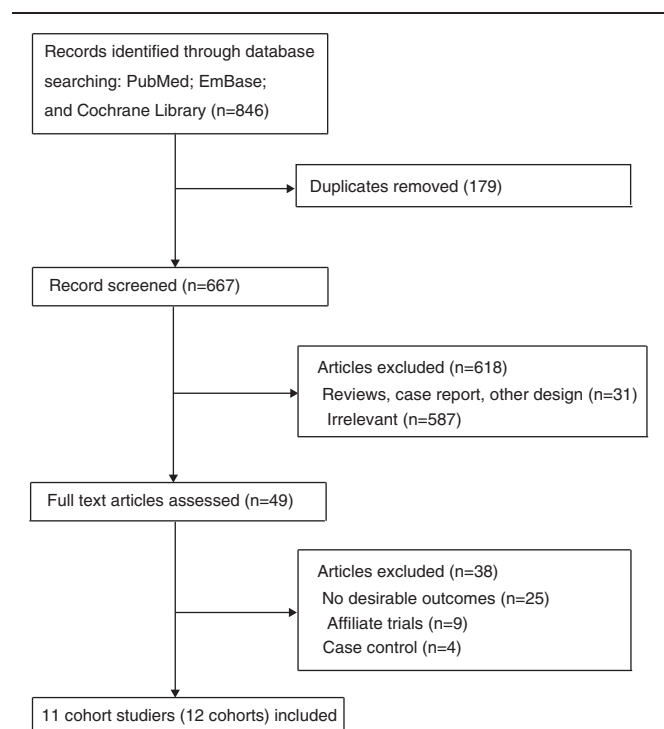 Records identified through database
searching: PubMed; EmBase;
and Cochrane Library (n=846)
Duplicates removed (179)
Record screened (n=667)
Articles excluded (n=618)
Reviews, case report, other design (n=31)
Irrelevant (n=587)
Full text articles assessed (n=49)
Articles excluded (n=38)
No desirable outcomes (n=25)
Affiliate trials (n=9)
Case control (n=4)
11 cohort studiers (12 cohorts) included